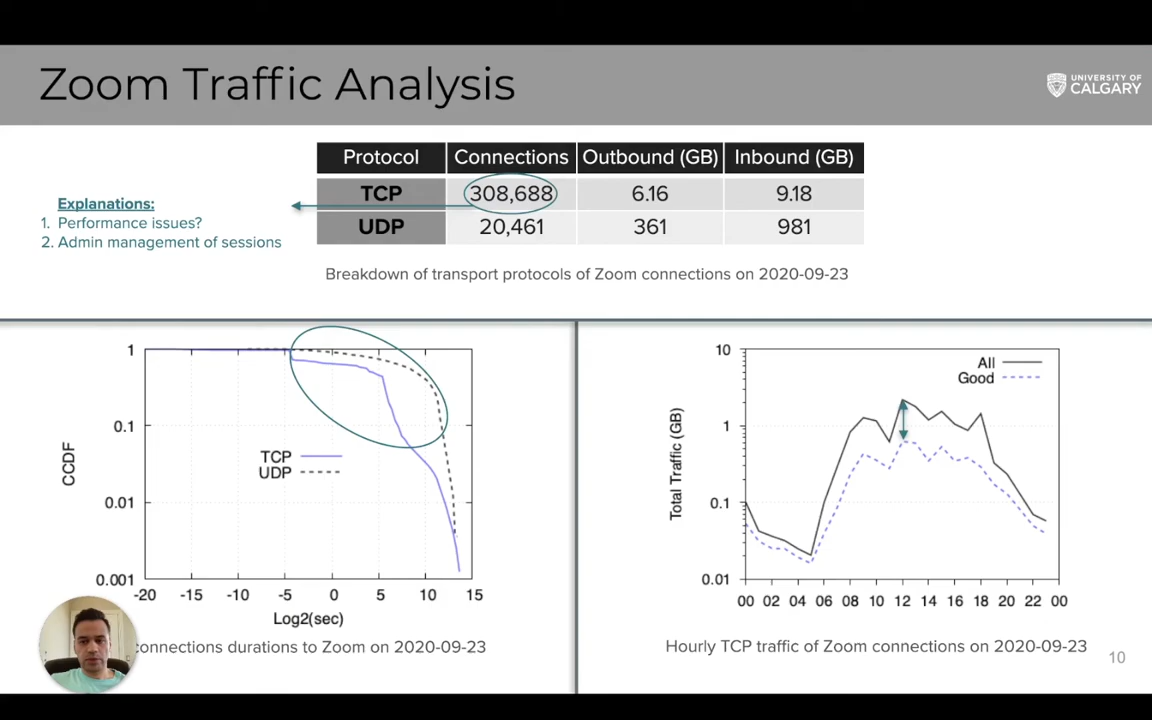 Zoom Traffic Analysis
UNIVERSITY OF
CALGARY
Protocol Connections Outbound (GB) Inbound (GB)
TCP 308,688 6.16 9.18
UDP 20,461 361 981
Explanations:
1. Performance issues?
2. Admin management of sessions
Breakdown of transport protocols of Zoom connections on 2020-09-23
1
0.1
0.01
0.001
CCDF
TCP
UDP
-20 -15 -10 -5 0 5 10 15
Log2(sec)
connections durations to Zoom on 2020-09-23
10
1
0.1
0.01
Total Traffic (GB)
All
Good
00 02 04 06 08 10 12 14 16 18 20 22 00
Hourly TCP traffic of Zoom connections on 2020-09-23
10